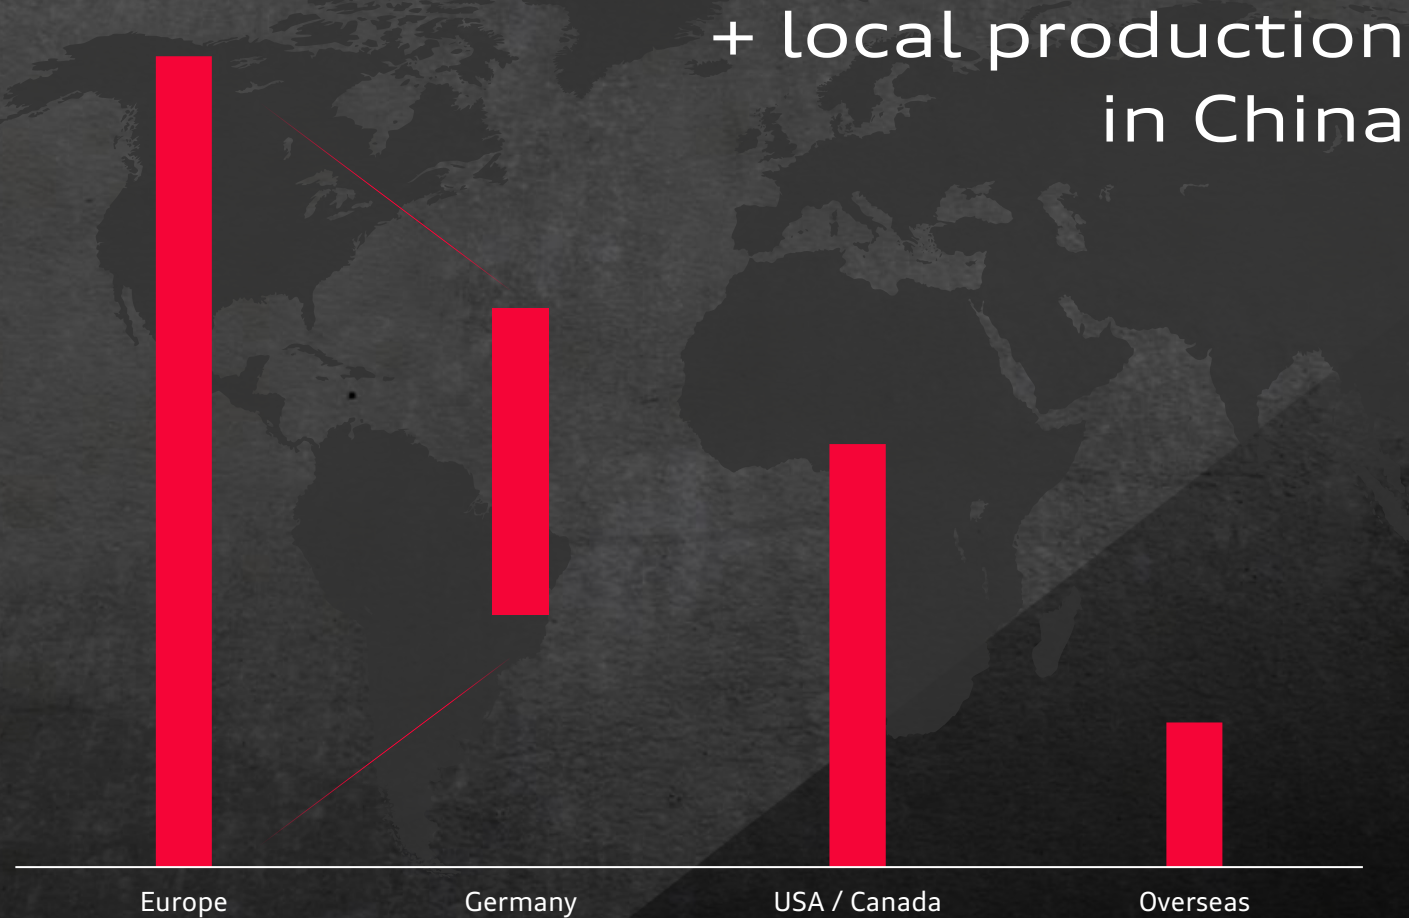 + local production
in China
Europe
Germany
USA / Canada
Overseas